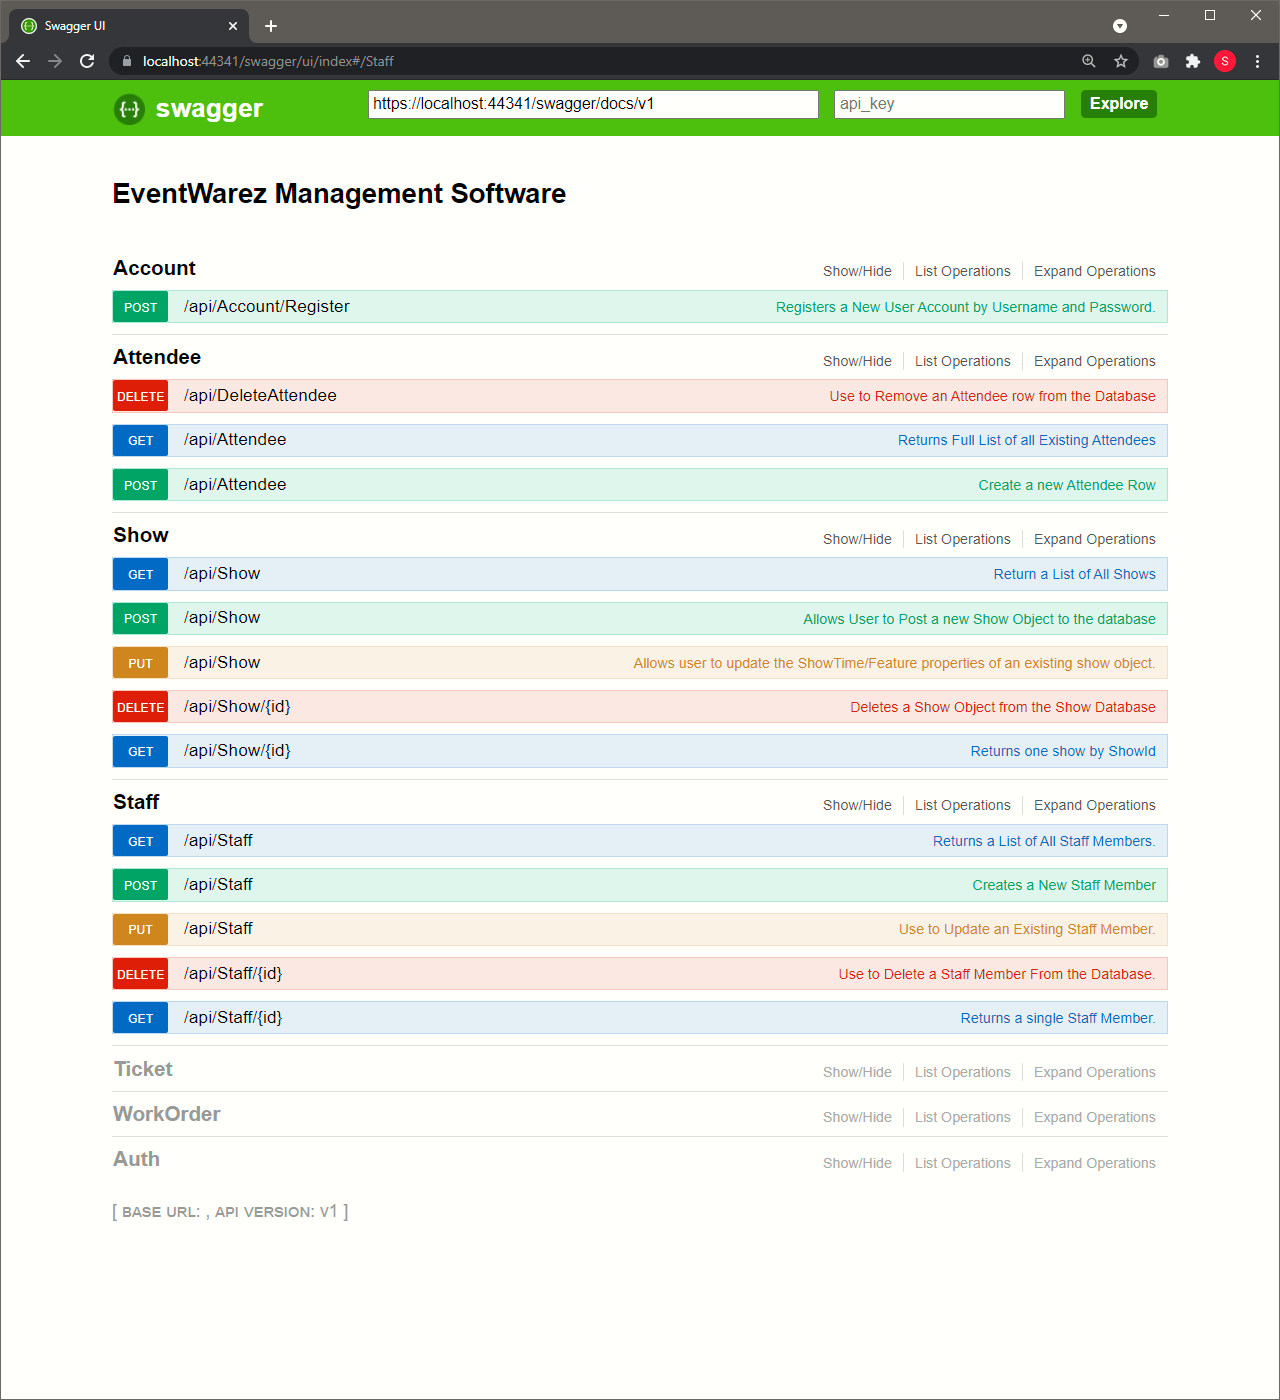 Swagger UI
localhost:44341/swagger/ui/index#/Staff
S
{···} swagger
https://localhost:44341/swagger/docs/v1
api_key
Explore
EventWarez Management Software
Account Show/Hide List Operations Expand Operations
POST /api/Account/Register Registers a New User Account by Username and Password.
Attendee Show/Hide List Operations Expand Operations
DELETE /api/DeleteAttendee Use to Remove an Attendee row from the Database
GET /api/Attendee Returns Full List of all Existing Attendees
POST /api/Attendee Create a new Attendee Row
Show Show/Hide List Operations Expand Operations
GET /api/Show Return a List of All Shows
POST /api/Show Allows User to Post a new Show Object to the database
PUT /api/Show Allows user to update the ShowTime/Feature properties of an existing show object.
DELETE /api/Show/{id} Deletes a Show Object from the Show Database
GET /api/Show/{id} Returns one show by ShowId
Staff Show/Hide List Operations Expand Operations
GET /api/Staff Returns a List of All Staff Members.
POST /api/Staff Creates a New Staff Member
PUT /api/Staff Use to Update an Existing Staff Member.
DELETE /api/Staff/{id} Use to Delete a Staff Member From the Database.
GET /api/Staff/{id} Returns a single Staff Member.
Ticket Show/Hide List Operations Expand Operations
WorkOrder Show/Hide List Operations Expand Operations
Auth Show/Hide List Operations Expand Operations
[ BASE URL: , API VERSION: V1 ]